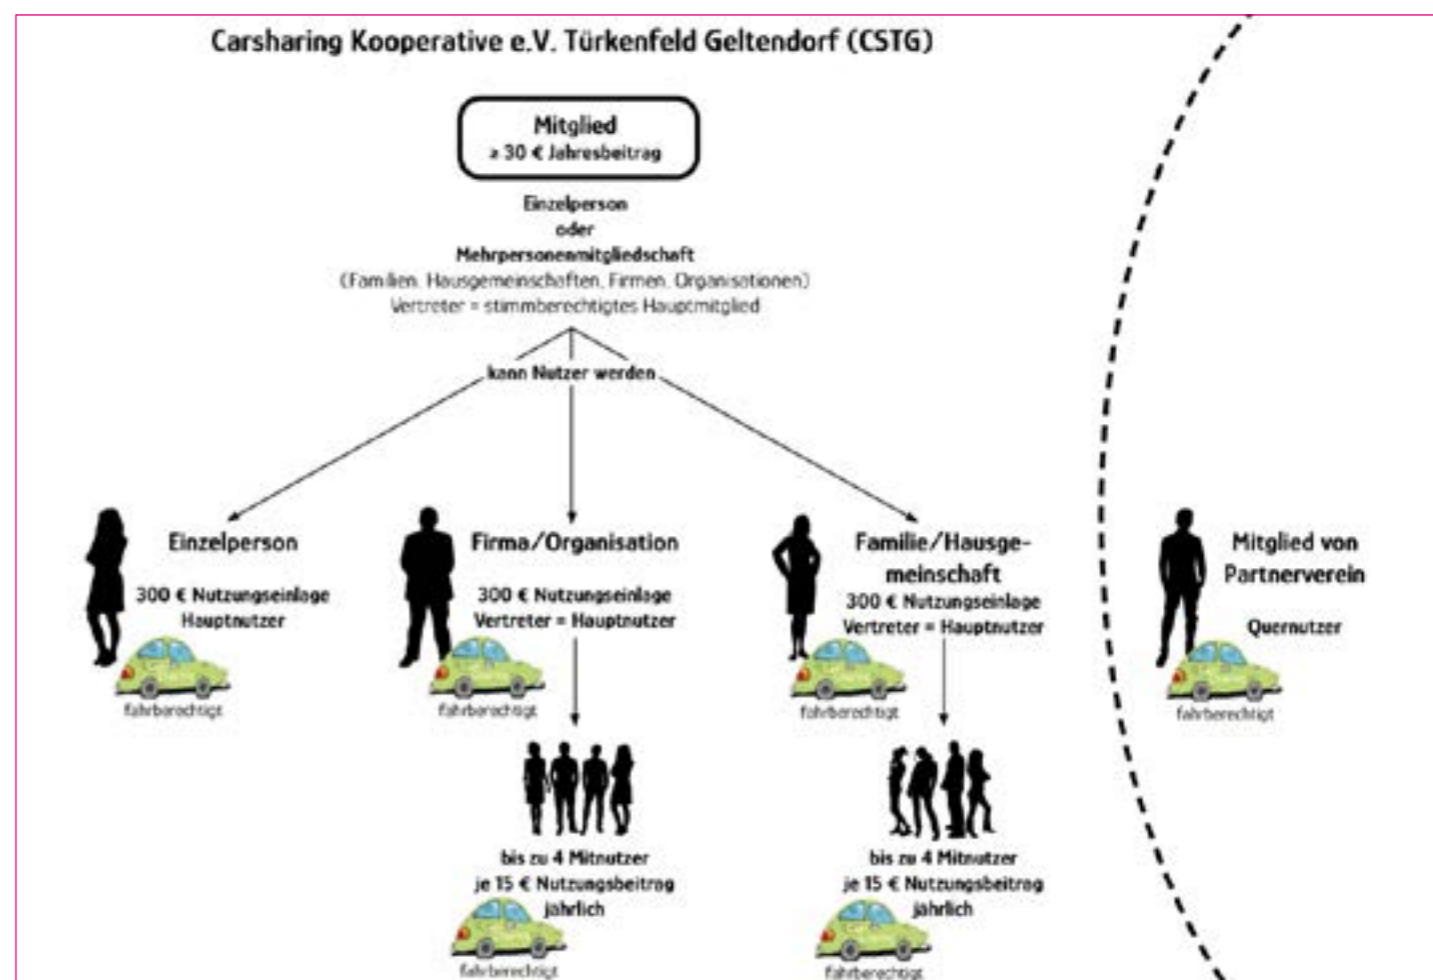 Carsharing Kooperative e.V. Türkenfeld Geltendorf (CSTG)
Mitglied
≥ 30 € Jahresbeitrag
Einzelperson
oder
Mehrpersonenmitgliedschaft
(Familien, Hausgemeinschaften, Firmen, Organisationen)
Vertreter = stimmberechtigtes Hauptmitglied
kann Nutzer werden
Einzelperson
300 € Nutzungseinlage
Hauptnutzer
fahrberechtigt
Firma/Organisation
300 € Nutzungseinlage
Vertreter = Hauptnutzer
fahrberechtigt
bis zu 4 Mitnutzer
je 15 € Nutzungsbeitrag
jährlich
fahrberechtigt
Familie/Hausge-
meinschaft
300 € Nutzungseinlage
Vertreter = Hauptnutzer
fahrberechtigt
bis zu 4 Mitnutzer
je 15 € Nutzungsbeitrag
jährlich
fahrberechtigt
Mitglied von
Partnerverein
Quernutzer
fahrberechtigt